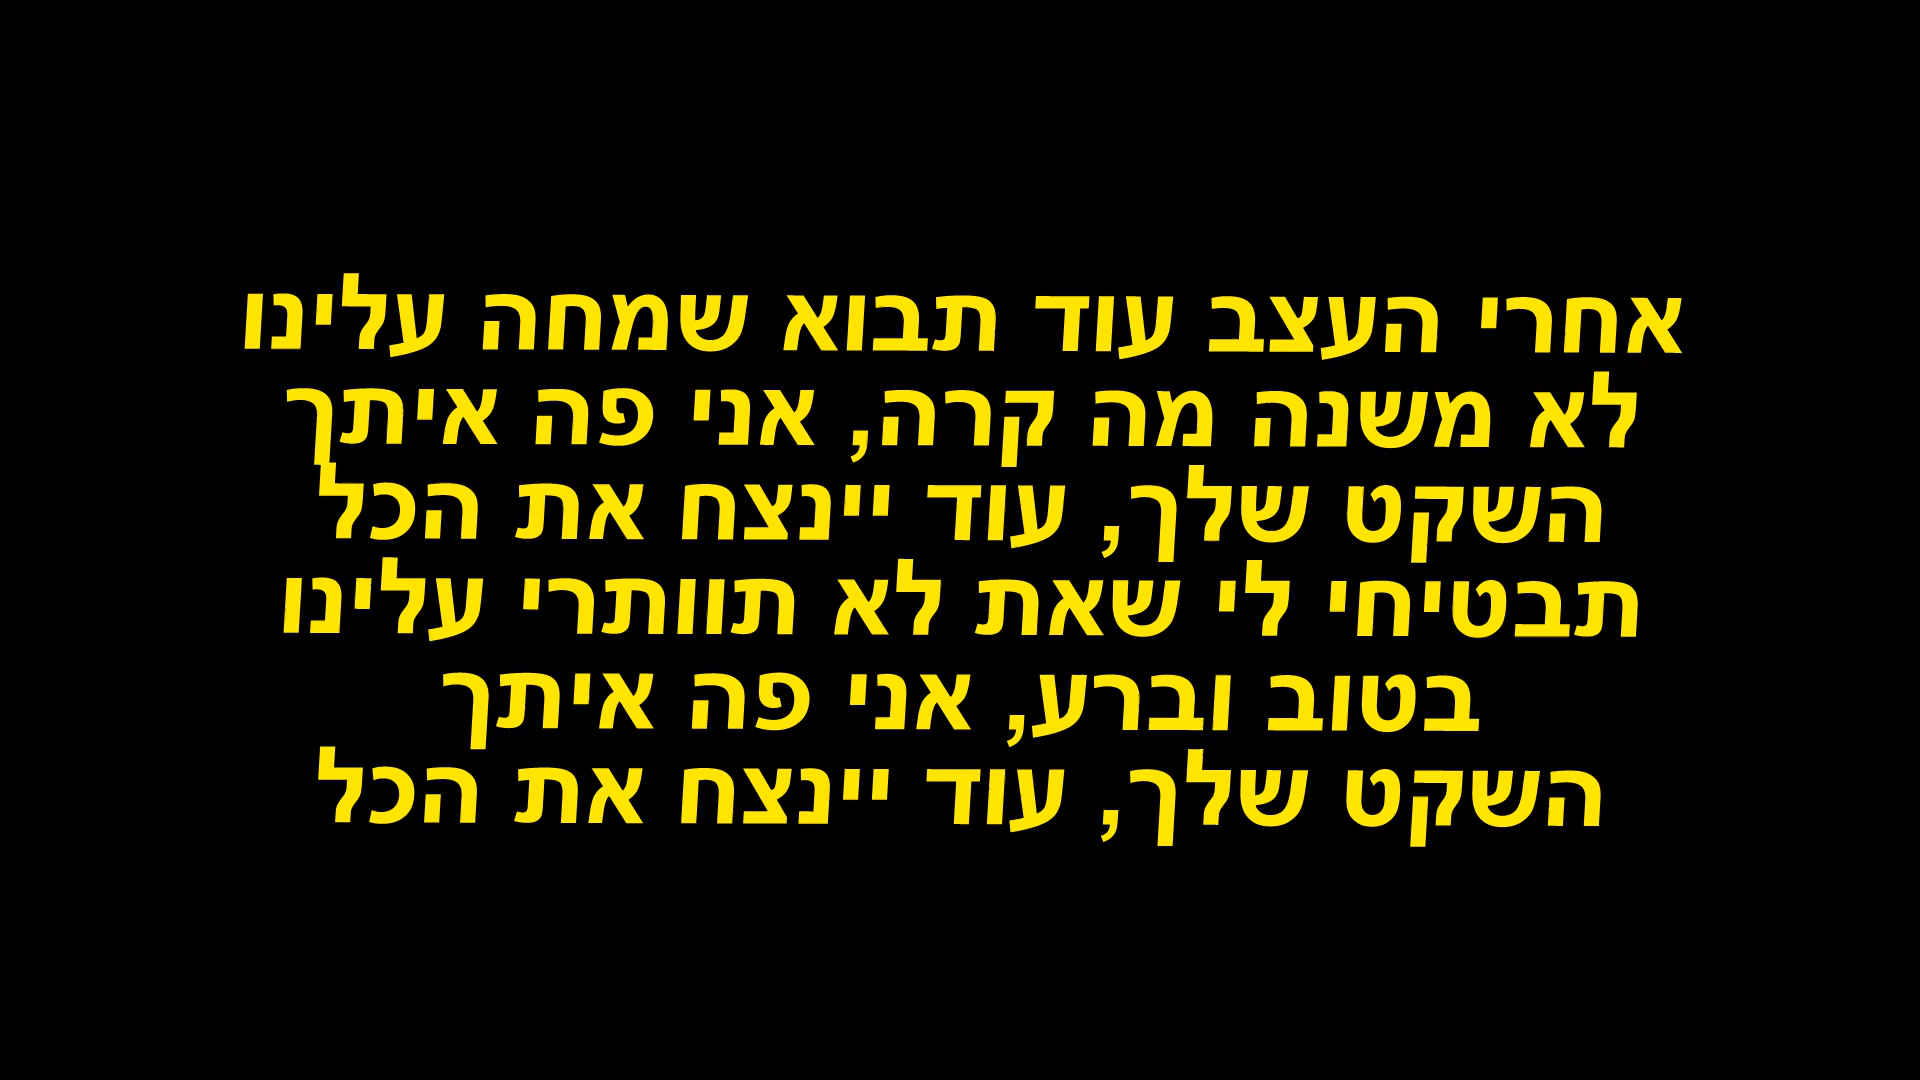 אחרי העצב עוד תבוא שמחה עלינו
לא משנה מה קרה, אני פה איתך
השקט שלך, עוד יינצח את הכל
תבטיחי לי שאת לא תוותרי עלינו
בטוב וברע, אני פה איתך
השקט שלך, עוד יינצח את הכל